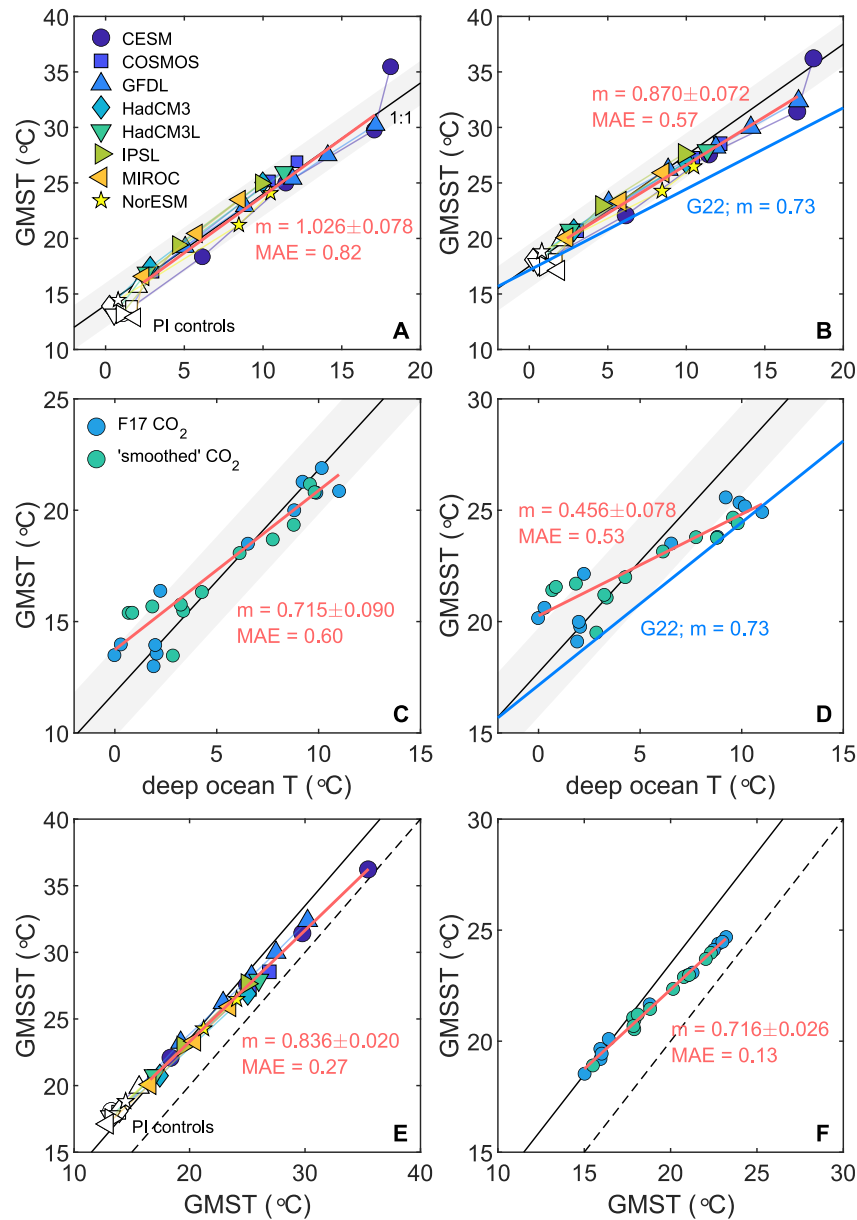 40
35
30
25
20
15
10
GMST (°C)
CESM
COSMOS
GFDL
HadCM3
HadCM3L
IPSL
MIROC
NorESM
1:1
m = 1.026±0.078
MAE = 0.82
PI controls
A
0 5 10 15 20
40
35
30
25
20
15
10
GMSST (°C)
m = 0.870±0.072
MAE = 0.57
G22; m = 0.73
B
0 5 10 15 20
25
20
15
10
GMST (°C)
F17 CO2
'smoothed' CO2
m = 0.715±0.090
MAE = 0.60
C
0 5 10 15
deep ocean T (°C)
30
25
20
15
GMSST (°C)
m = 0.456±0.078
MAE = 0.53
G22; m = 0.73
D
0 5 10 15
deep ocean T (°C)
40
35
30
25
20
15
GMSST (°C)
m = 0.836±0.020
MAE = 0.27
PI controls
E
10 20 30 40
GMST (°C)
30
25
20
15
GMSST (°C)
m = 0.716±0.026
MAE = 0.13
F
10 15 20 25 30
GMST (°C)